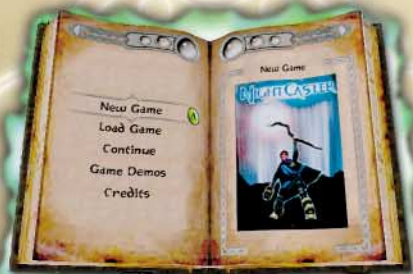 New Game
Load Game
Continue
Game Demos
Credits
New Game
NightCaster